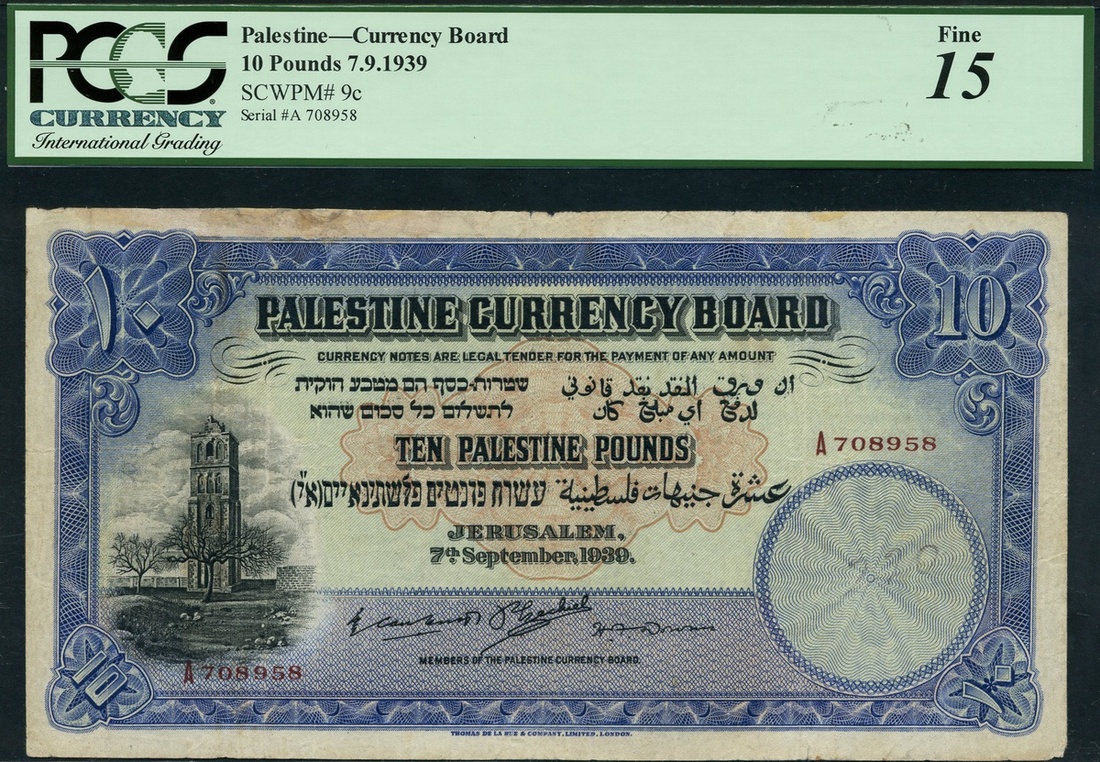 PCGS
CURRENCY
International Grading
Palestine—Currency Board
10 Pounds 7.9.1939
SCWPM# 9c
Serial #A 708958
Fine
15
١٠
10
PALESTINE CURRENCY BOARD
CURRENCY NOTES ARE LEGAL TENDER FOR THE PAYMENT OF ANY AMOUNT
שטרות-כסף הם מטבע חוקית
לתשלום כל סכום שהוא
ان ورق النقد نقد قانوني
لدفع أي مبلغ كان
TEN PALESTINE POUNDS
A 708958
عشرة جنيهات فلسطينية
עשרה פונטים פלשתינאיים (א״י)
JERUSALEM,
7th September, 1939.
MEMBERS OF THE PALESTINE CURRENCY BOARD.
A 708958
10
١٠
THOMAS DE LA RUE & COMPANY, LIMITED, LONDON.